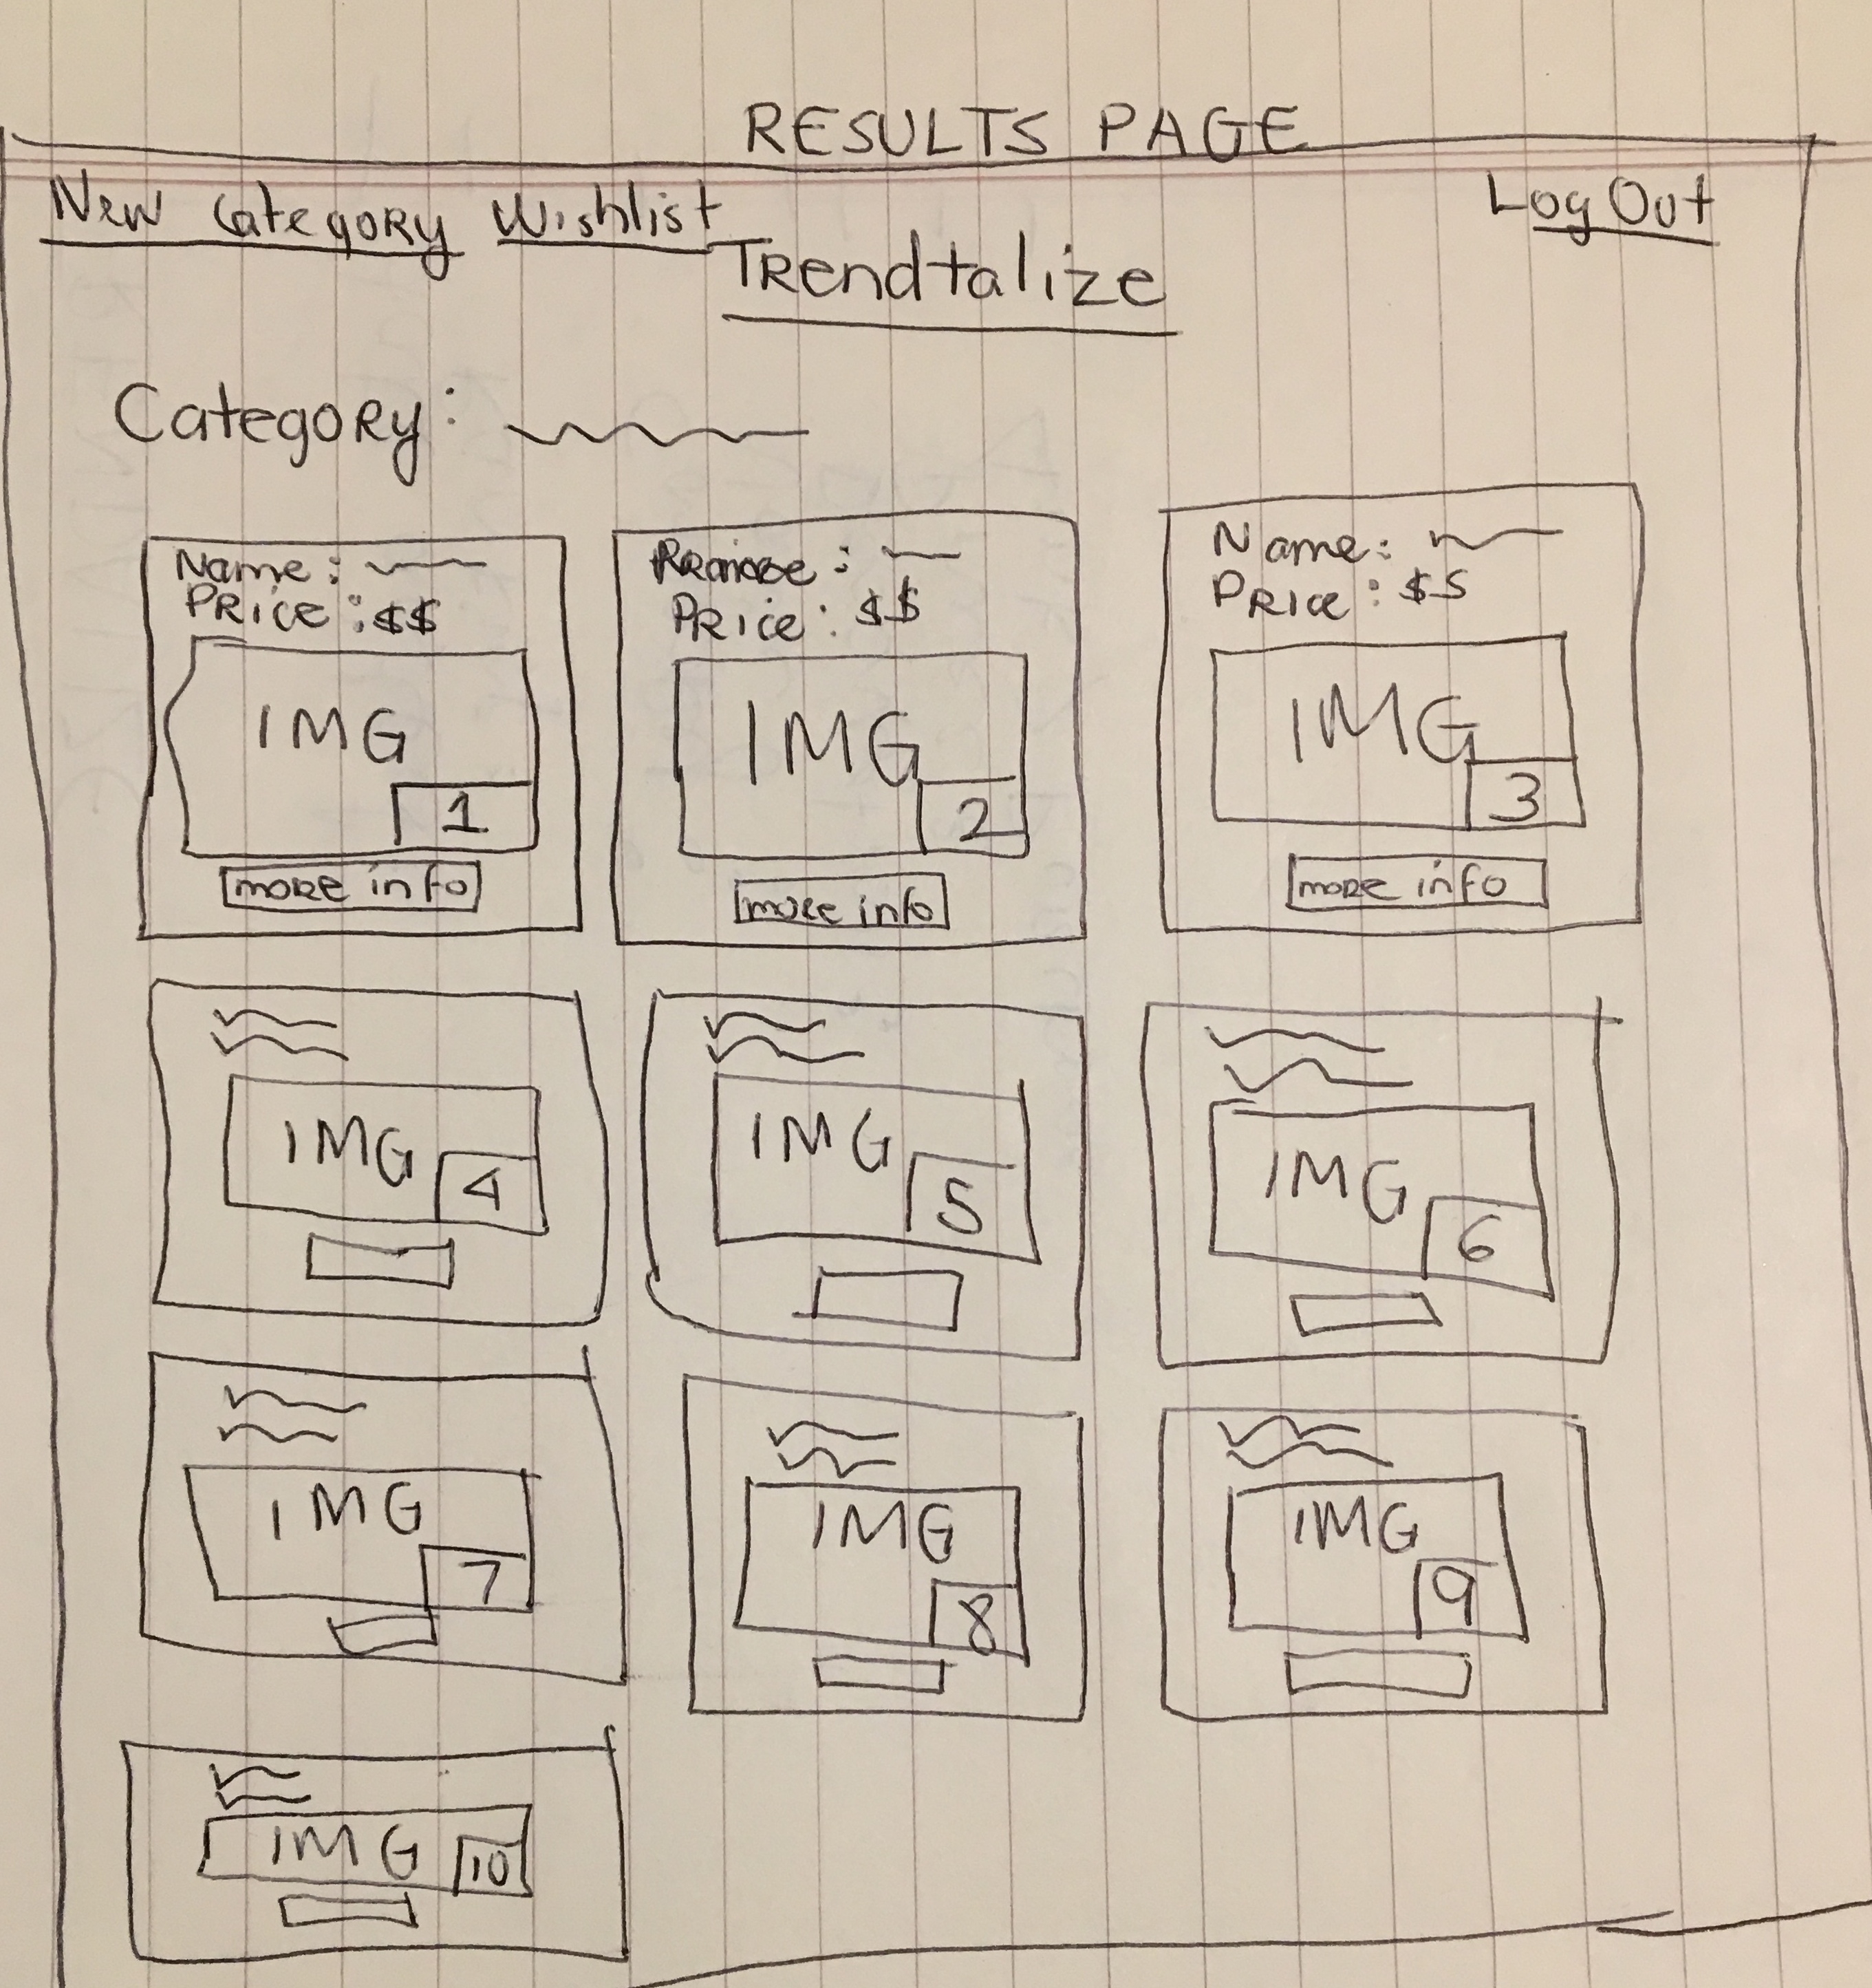 RESULTS PAGE
New Category Wishlist Log Out
Trendtalize
Category:
Name:
Price: $$
IMG
1
more info
:
Price: $$
IMG
2
more info
Name:
Price: $$
IMG
3
more info
IMG
4
IMG
5
IMG
6
IMG
7
IMG
8
IMG
9
IMG
10